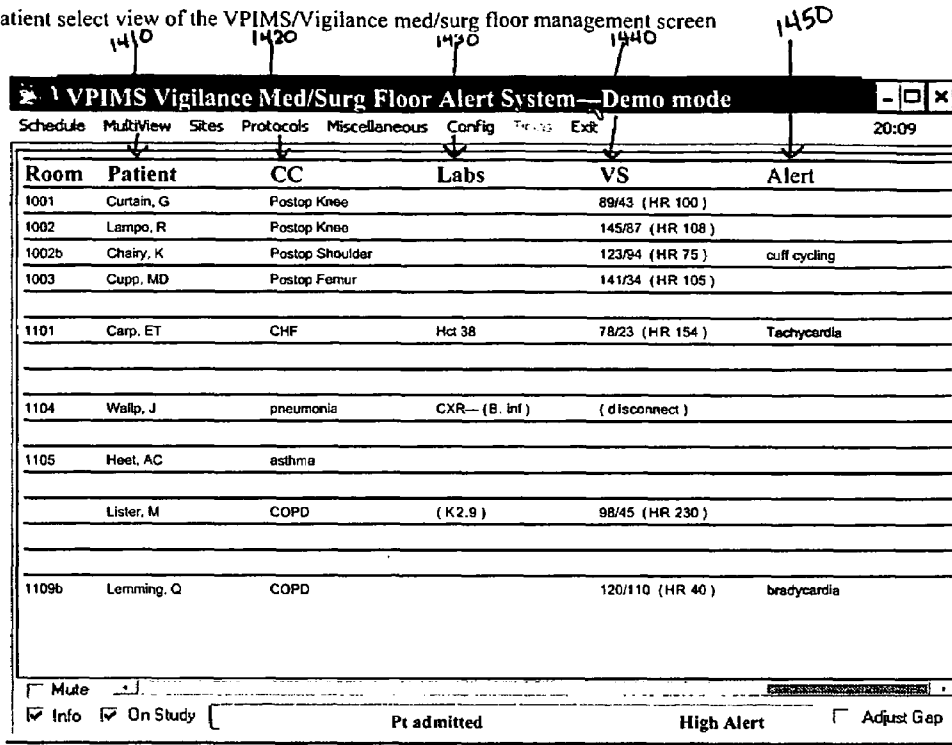 atient select view of the VPIMS/Vigilance med/surg floor management screen
1410 1420 1430 1440 1450
VPIMS Vigilance Med/Surg Floor Alert System—Demo mode
Schedule MultiView Sites Protocols Miscellaneous Config Exit 20:09
Room Patient CC Labs VS Alert
1001 Curtain, G Postop Knee 89/43 (HR 100)
1002 Lampo, R Postop Knee 145/87 (HR 108)
1002b Chairy, K Postop Shoulder 123/94 (HR 75) cuff cycling
1003 Cupp, MD Postop Femur 141/34 (HR 105)
1101 Carp, ET CHF Hct 38 78/23 (HR 154) Tachycardia
1104 Wallp, J pneumonia CXR— (B. inf) (disconnect)
1105 Heet, AC asthma
Lister, M COPD (K2.9) 98/45 (HR 230)
1109b Lemming, Q COPD 120/110 (HR 40) bradycardia
Mute
Info On Study Pt admitted High Alert Adjust Gap